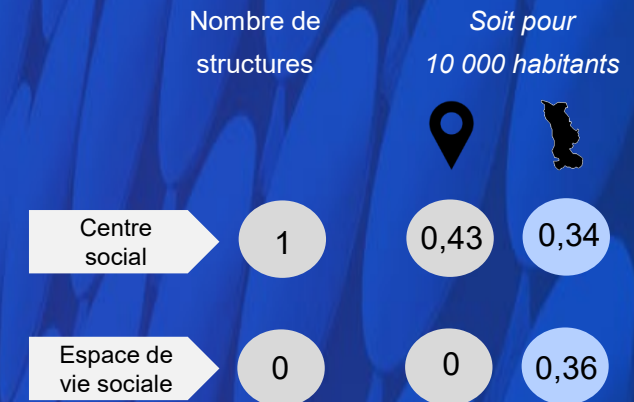 Nombre de
structures
Soit pour
10 000 habitants
Centre
social
1
0,43
0,34
Espace de
vie sociale
0
0
0,36